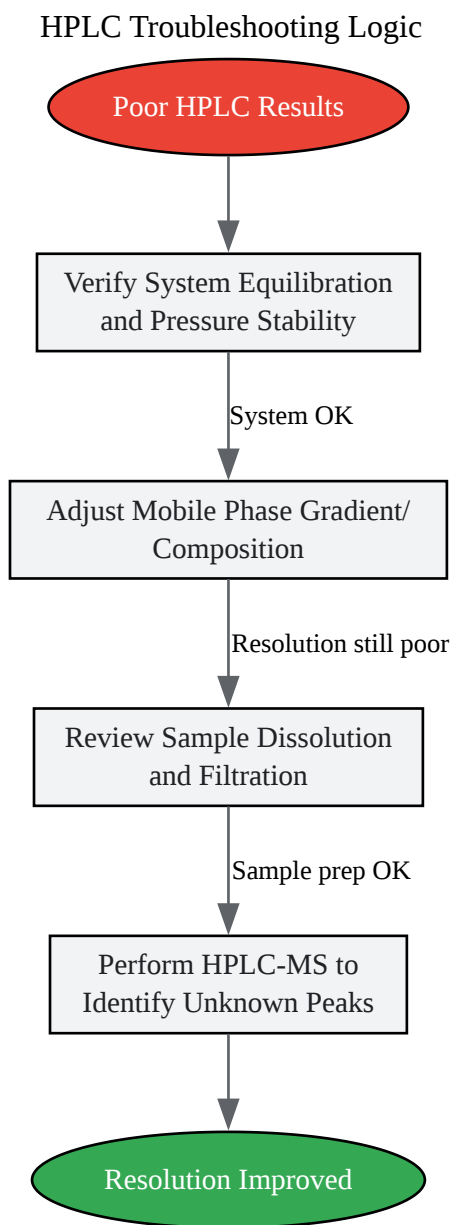 HPLC Troubleshooting Logic
Poor HPLC Results
Verify System Equilibration
and Pressure Stability
System OK
Adjust Mobile Phase Gradient/
Composition
Resolution still poor
Review Sample Dissolution
and Filtration
Sample prep OK
Perform HPLC-MS to
Identify Unknown Peaks
Resolution Improved